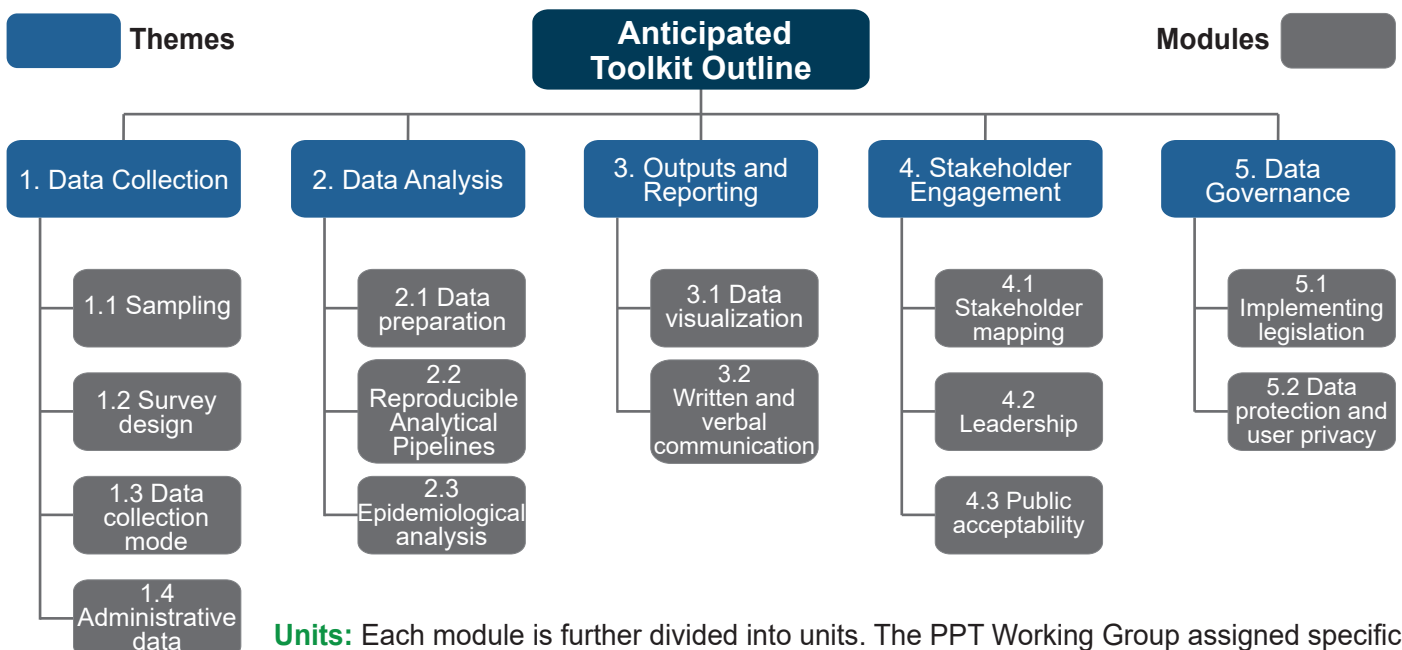 Themes
Anticipated
Toolkit Outline
Modules
1. Data Collection
2. Data Analysis
3. Outputs and
Reporting
4. Stakeholder
Engagement
5. Data
Governance
1.1 Sampling
1.2 Survey
design
1.3 Data
collection
mode
1.4
Administrative
data
2.1 Data
preparation
2.2
Reproducible
Analytical
Pipelines
2.3
Epidemiological
analysis
3.1 Data
visualization
3.2
Written and
verbal
communication
4.1
Stakeholder
mapping
4.2
Leadership
4.3 Public
acceptability
5.1
Implementing
legislation
5.2 Data
protection and
user privacy
Units: Each module is further divided into units. The PPT Working Group assigned specific